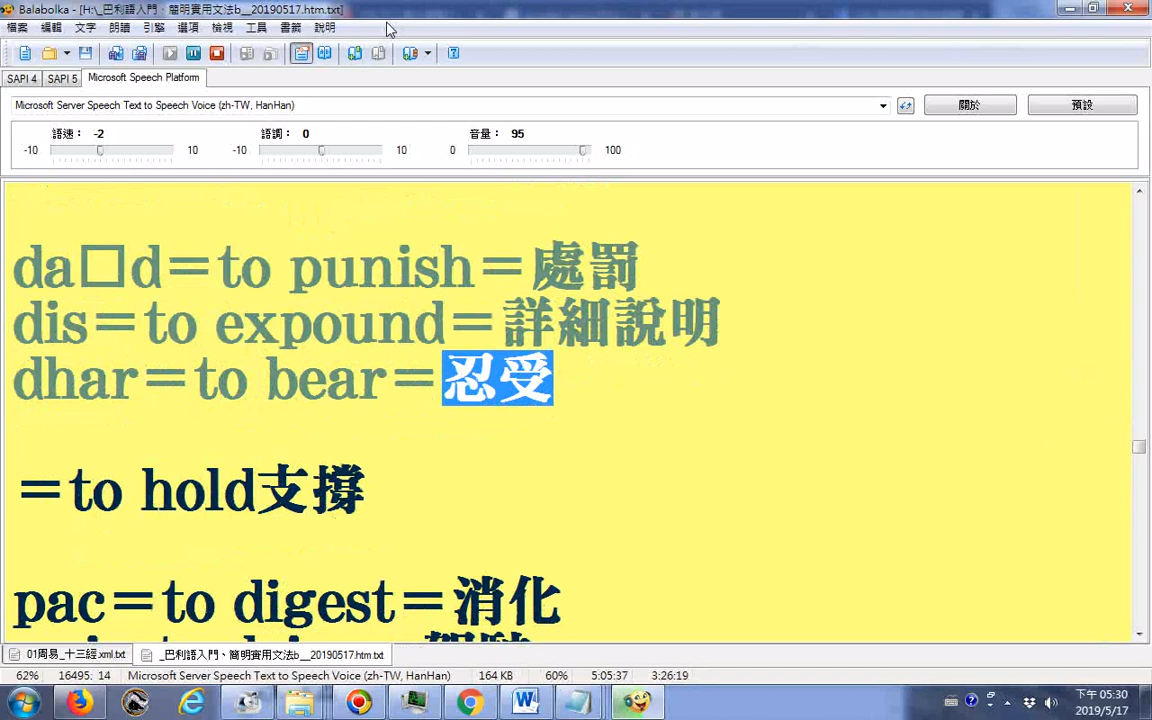 Balabolka - [H:\_巴利語入門、簡明實用文法b__20190517.htm.txt]
檔案 編輯 文字 朗讀 引擎 選項 檢視 工具 書籤 說明
SAPI 4 SAPI 5 Microsoft Speech Platform
Microsoft Server Speech Text to Speech Voice (zh-TW, HanHan) 關於 預設
語速： -2 語調： 0 音量： 95
-10 10 -10 10 0 100
da□d＝to punish＝處罰
dis＝to expound＝詳細說明
dhar＝to bear＝忍受
＝to hold支撐
pac＝to digest＝消化
01周易_十三經.xml.txt _巴利語入門、簡明實用文法b__20190517.htm.txt
62% 16495: 14 Microsoft Server Speech Text to Speech Voice (zh-TW, HanHan) 164 KB 60% 5:05:37 3:26:19
下午 05:30
2019/5/17